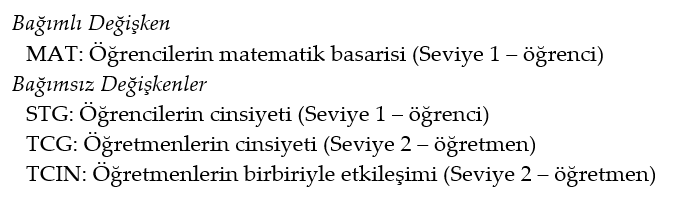 Bağımlı Değişken
MAT: Öğrencilerin matematik basarisi (Seviye 1 – öğrenci)
Bağımsız Değişkenler
STG: Öğrencilerin cinsiyeti (Seviye 1 – öğrenci)
TCG: Öğretmenlerin cinsiyeti (Seviye 2 – öğretmen)
TCIN: Öğretmenlerin birbiriyle etkileşimi (Seviye 2 – öğretmen)